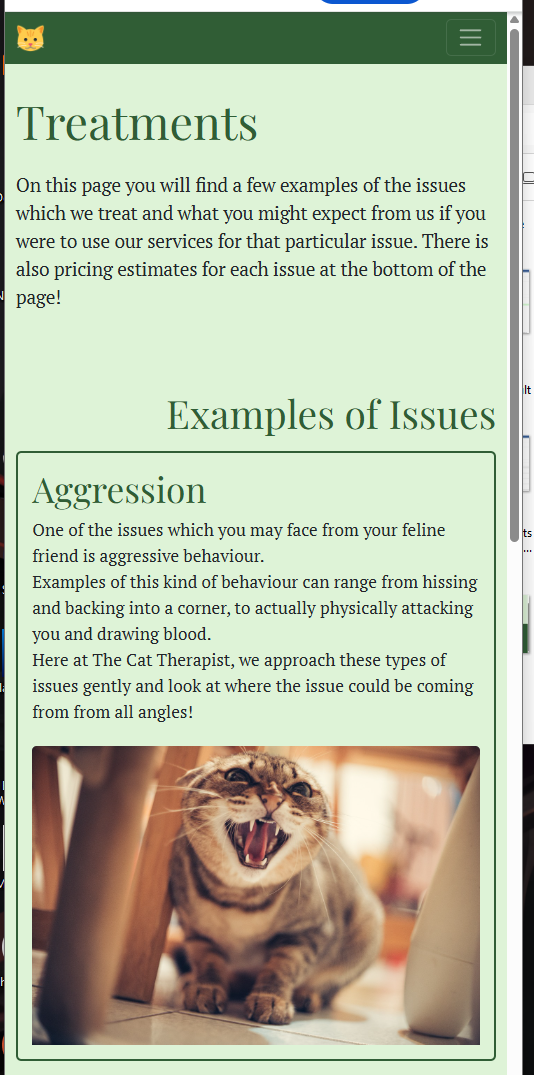 Treatments
On this page you will find a few examples of the issues
which we treat and what you might expect from us if you
were to use our services for that particular issue. There is
also pricing estimates for each issue at the bottom of the
page!
Examples of Issues
Aggression
One of the issues which you may face from your feline
friend is aggressive behaviour.
Examples of this kind of behaviour can range from hissing
and backing into a corner, to actually physically attacking
you and drawing blood.
Here at The Cat Therapist, we approach these types of
issues gently and look at where the issue could be coming
from from all angles!